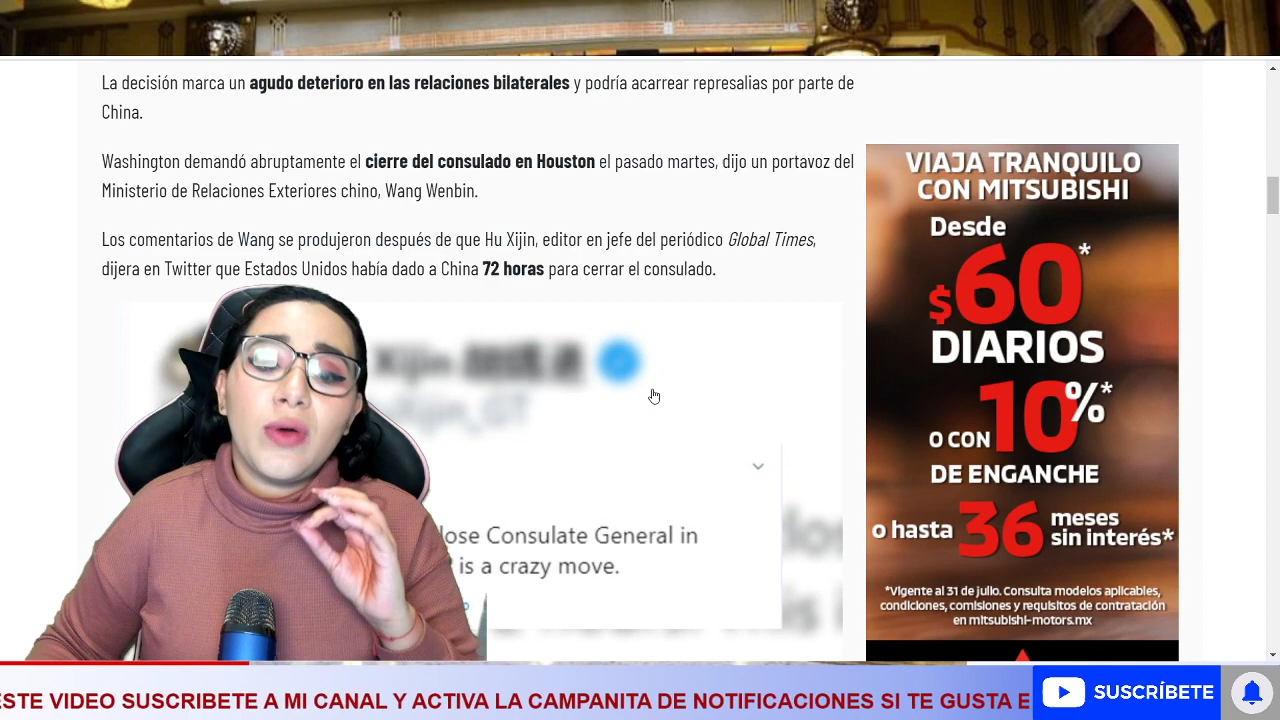 La decisión marca un agudo deterioro en las relaciones bilaterales y podría acarrear represalias por parte de
China.
Washington demandó abruptamente el cierre del consulado en Houston el pasado martes, dijo un portavoz del
Ministerio de Relaciones Exteriores chino, Wang Wenbin.
Los comentarios de Wang se produjeron después de que Hu Xijin, editor en jefe del periódico Global Times,
dijera en Twitter que Estados Unidos había dado a China 72 horas para cerrar el consulado.
Consulate General in
is a crazy move.
VIAJA TRANQUILO
CON MITSUBISHI
Desde
$60*
DIARIOS
O CON 10%*
DE ENGANCHE
o hasta 36 meses
sin interés*
*Vigente al 31 de julio. Consulta modelos aplicables,
condiciones, comisiones y requisitos de contratación
en mitsubishi-motors.mx
ESTE VIDEO SUSCRIBETE A MI CANAL Y ACTIVA LA CAMPANITA DE NOTIFICACIONES SI TE GUSTA E
SUSCRÍBETE